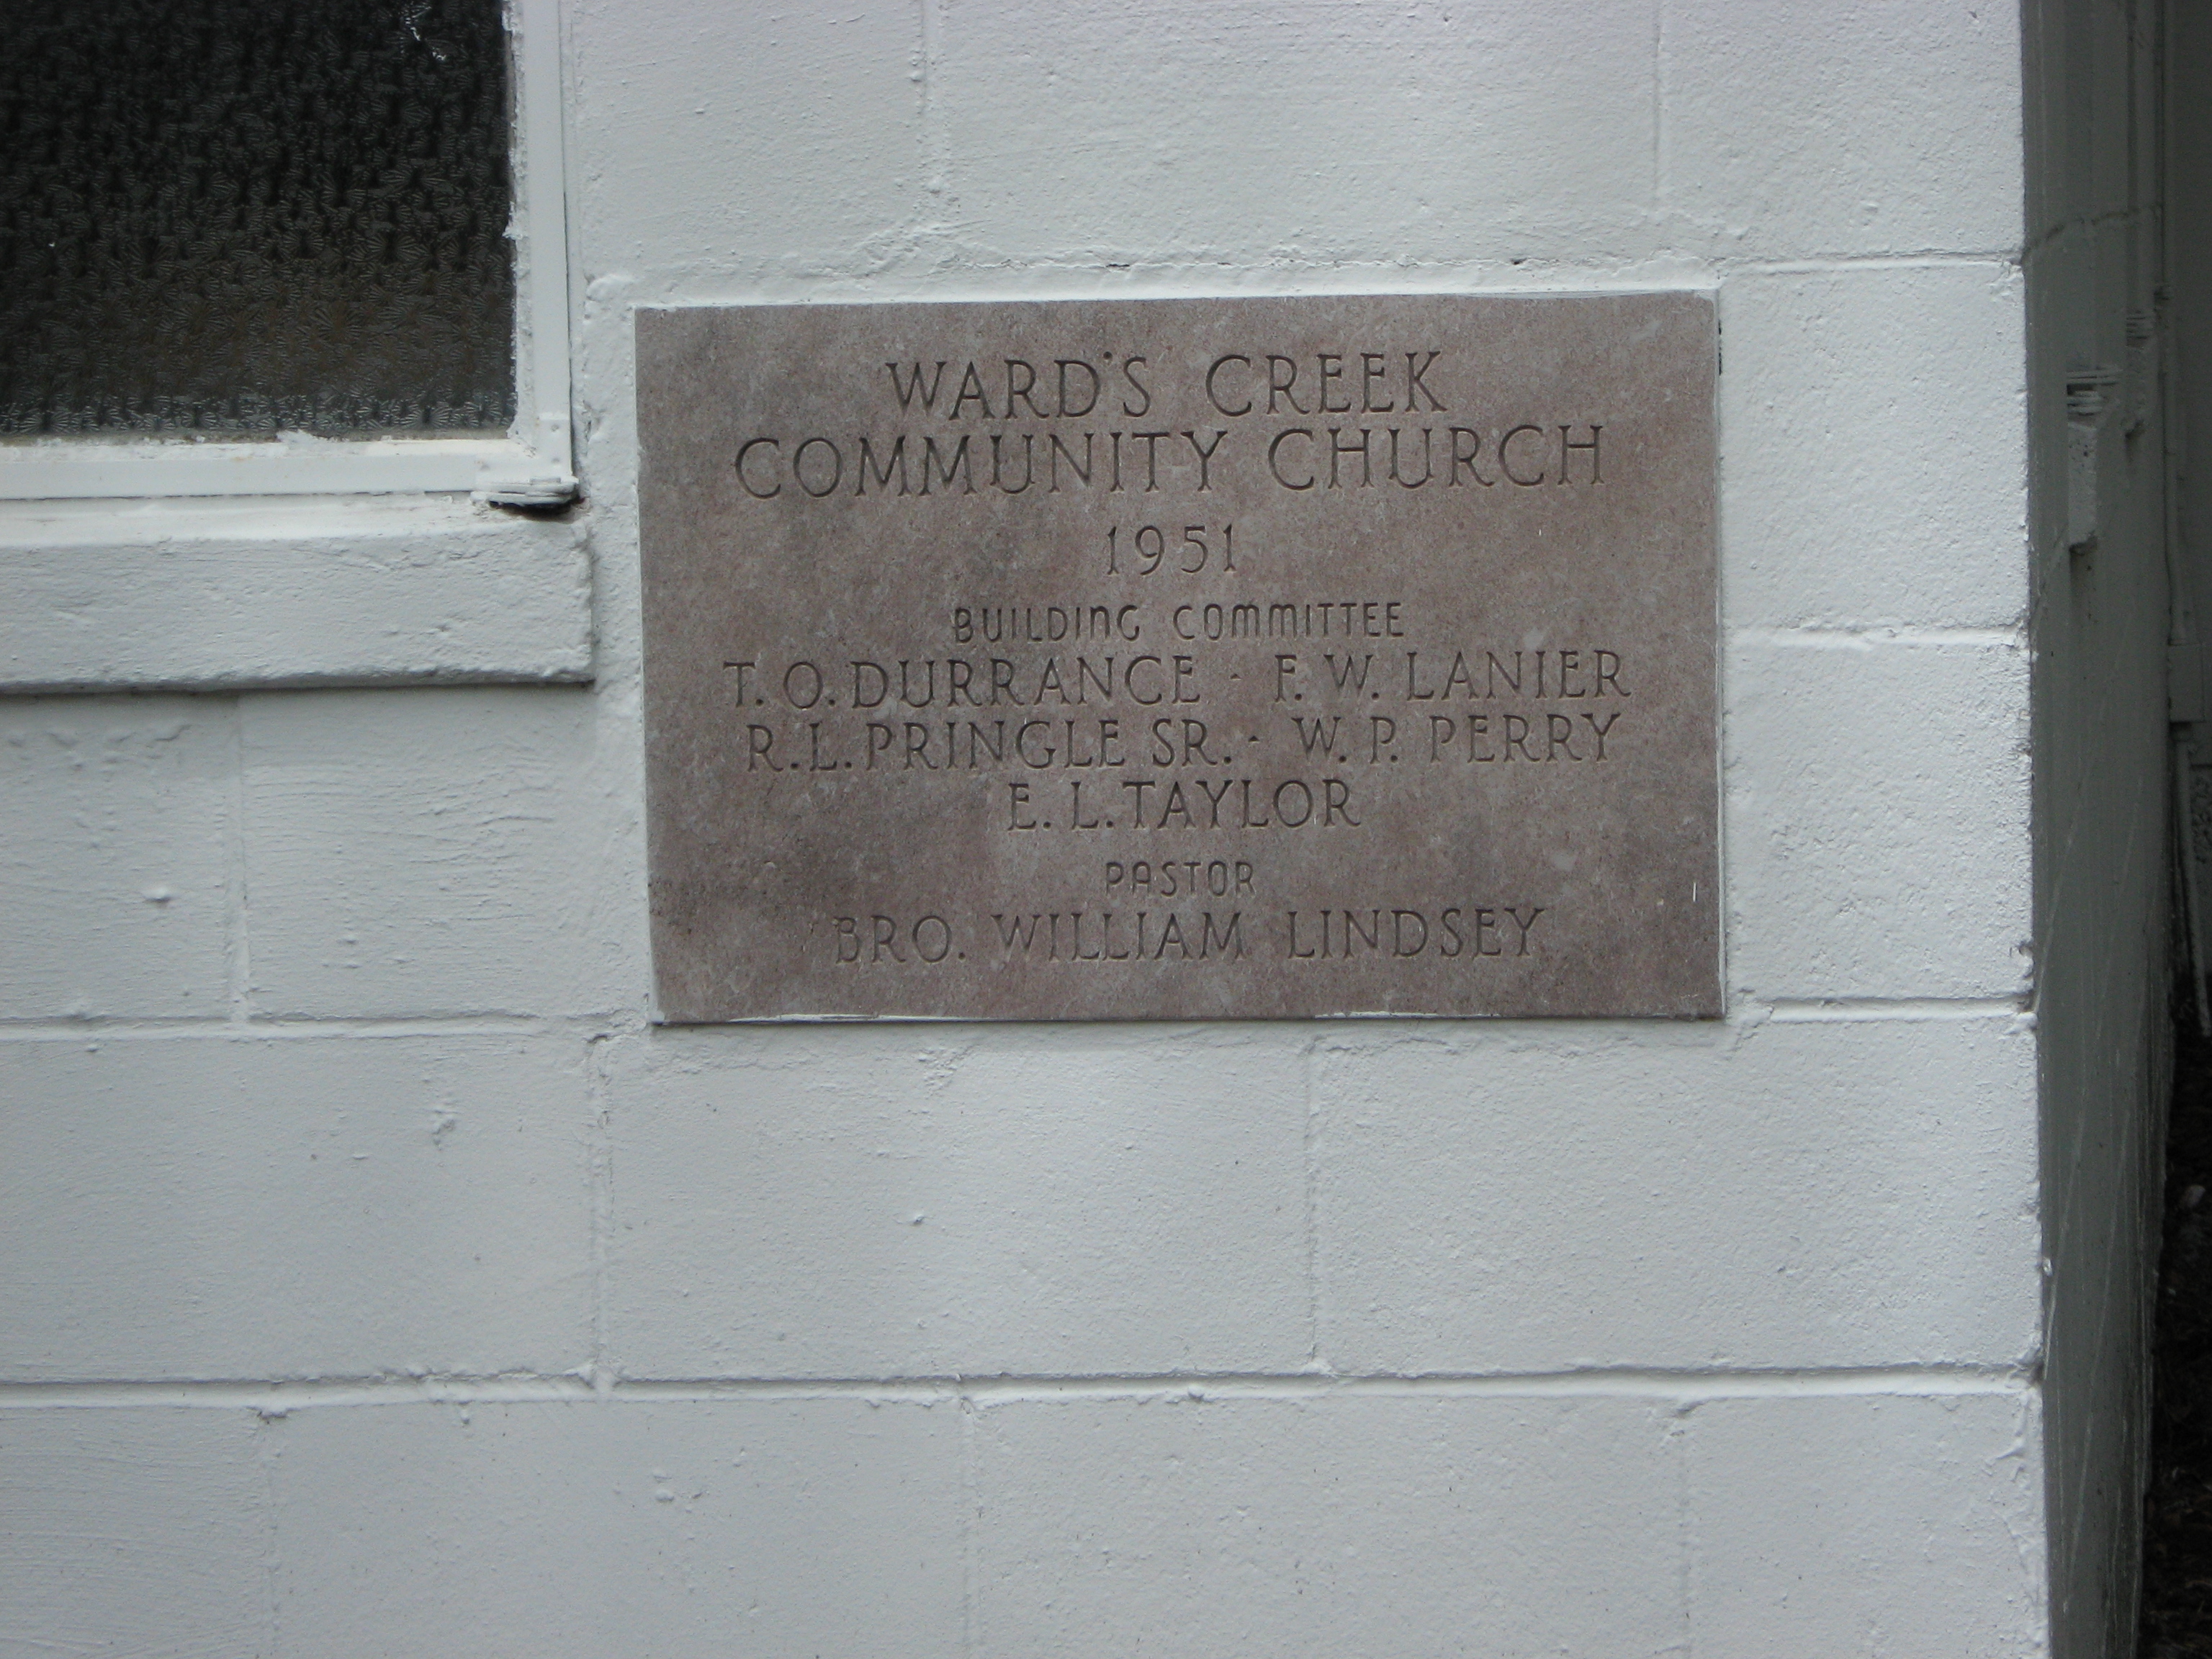 WARD'S CREEK
COMMUNITY CHURCH
1951
BUILDING COMMITTEE
T. O. DURRANCE · F. W. LANIER
R. L. PRINGLE SR. · W. P. PERRY
E. L. TAYLOR
PASTOR
BRO. WILLIAM LINDSEY